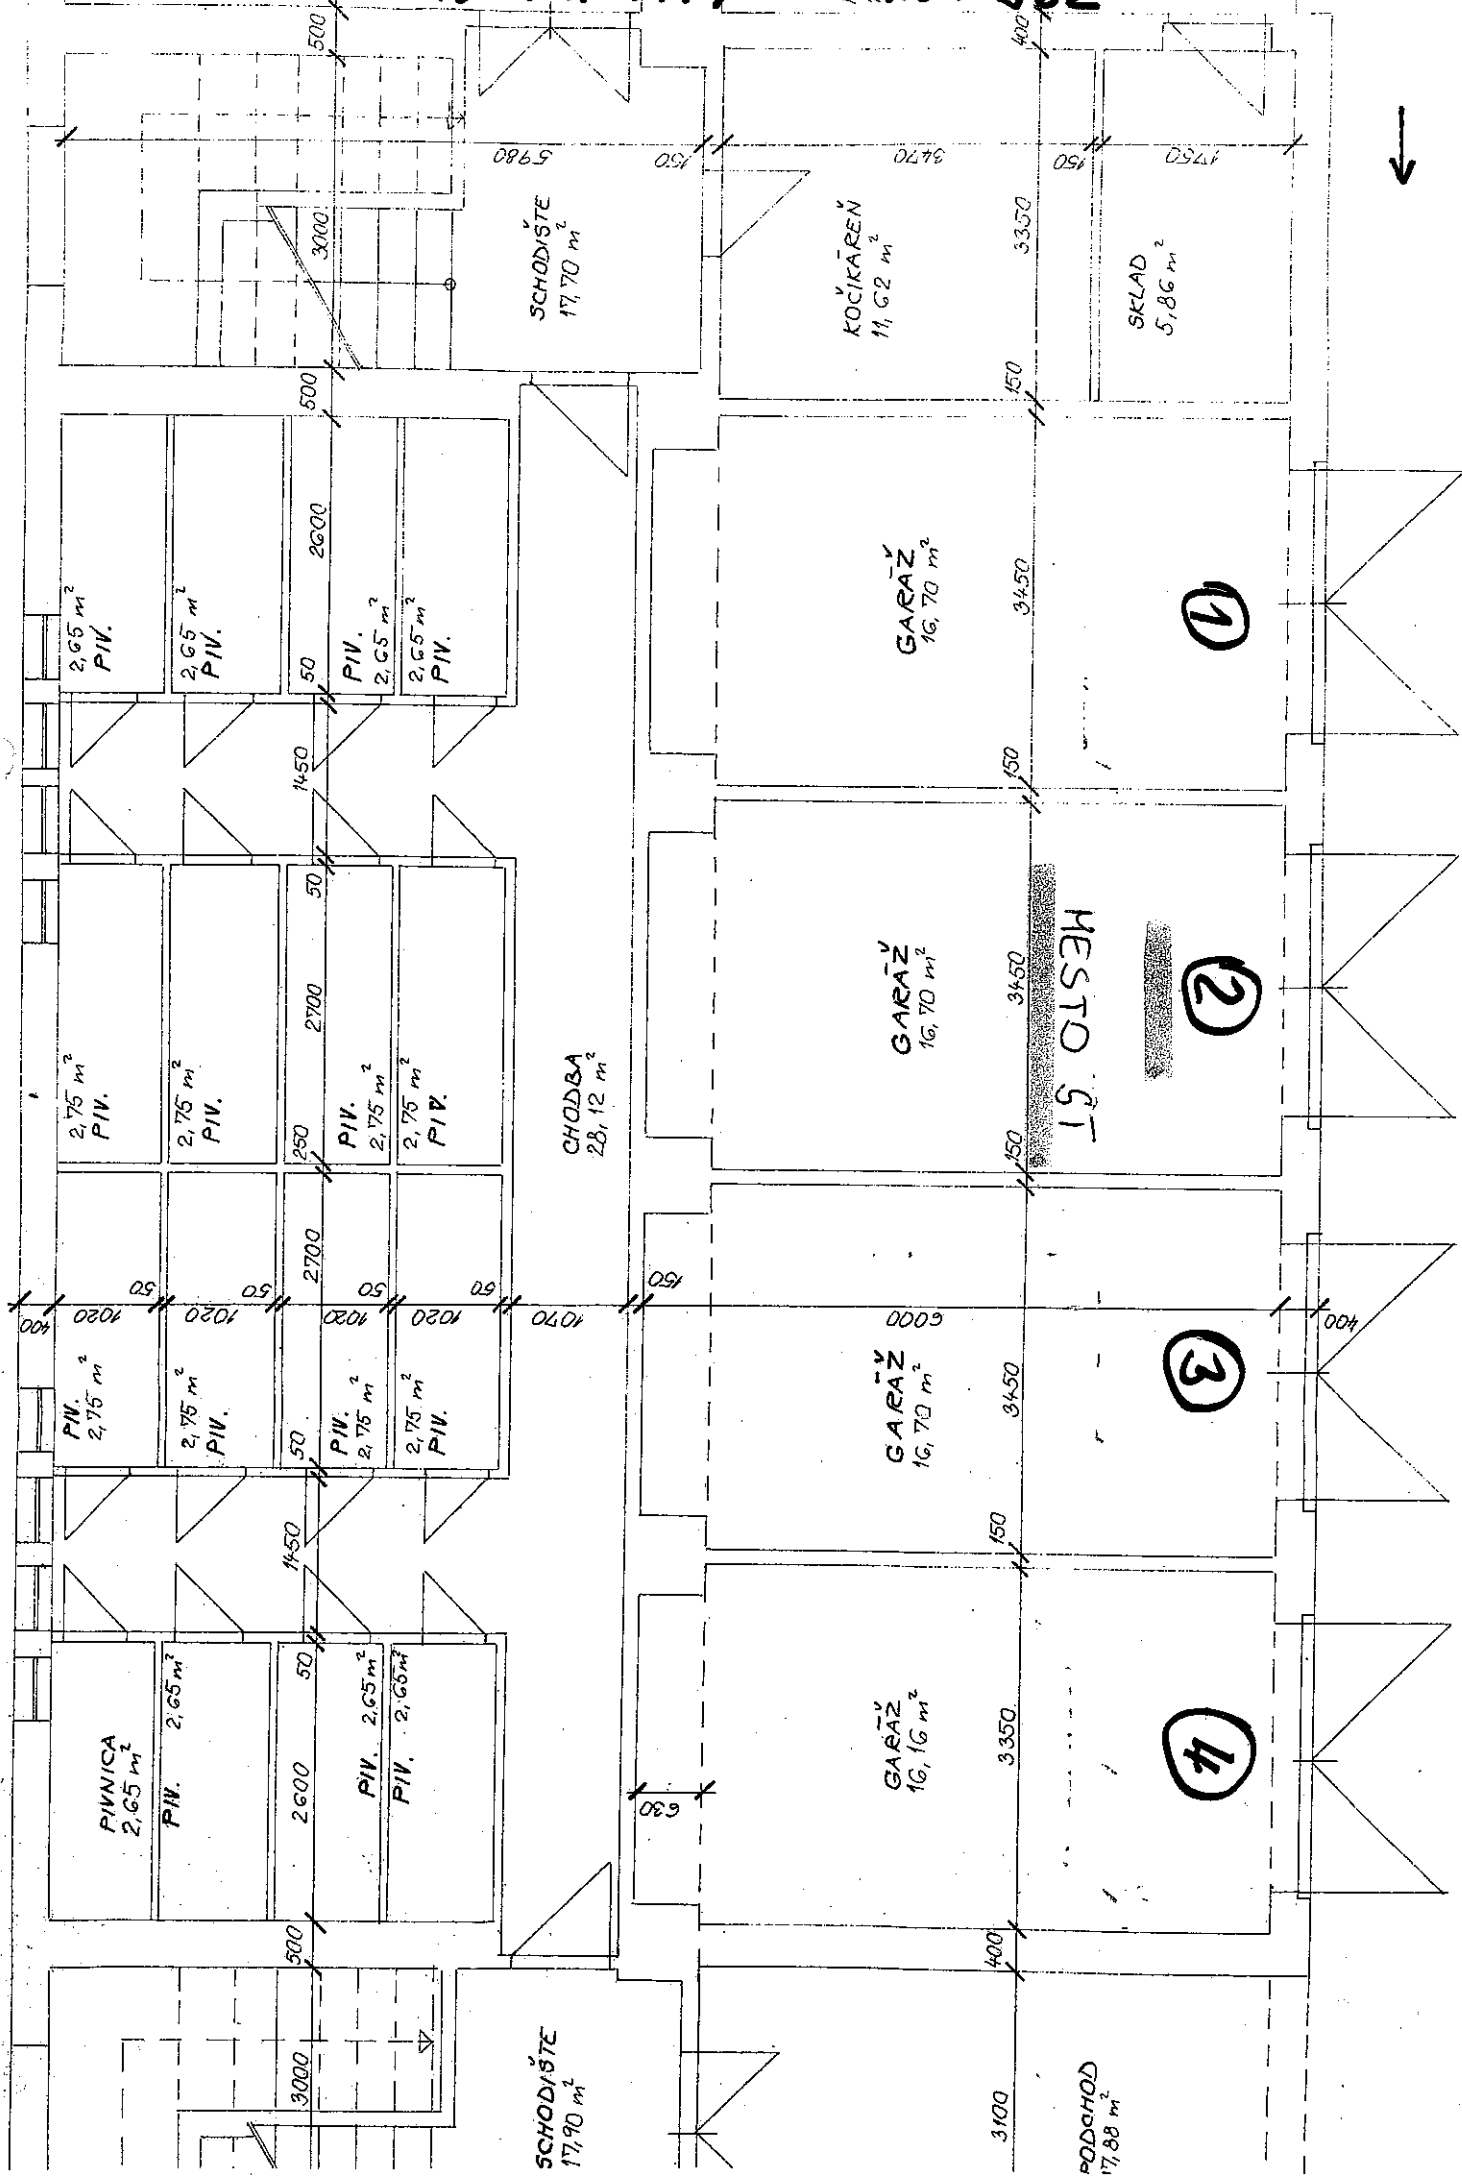 500
400
5980
150
3470
150
1750
3000
SCHODIŠTE
17,70 m²
KOČIKÁREŇ
11,62 m²
3350
SKLAD
5,86 m²
500
150
2600
2,65 m²
PIV.
2,65 m²
PIV.
PIV.
2,65 m²
2,65 m²
PIV.
50
GARÁŽ
16,70 m²
3450
1
1450
150
50
2700
2,75 m²
PIV.
2,75 m²
PIV.
PIV.
2,75 m²
2,75 m²
PIV.
250
CHODBA
28,12 m²
GARÁŽ
16,70 m²
3450
MESTO ŠT
2
150
2700
400
1020
50
1020
50
1020
50
1020
50
1070
150
6000
400
PIV.
2,75 m²
2,75 m²
PIV.
PIV.
2,75 m²
2,75 m²
PIV.
50
GARÁŽ
16,70 m²
3450
3
1450
150
50
PIVNICA
2,65 m²
PIV. 2,65 m²
PIV. 2,65 m²
PIV. 2,65 m²
2600
630
GARÁŽ
16,16 m²
3350
4
500
400
3000
SCHODIŠTE
17,90 m²
3100
PODCHOD
17,88 m²